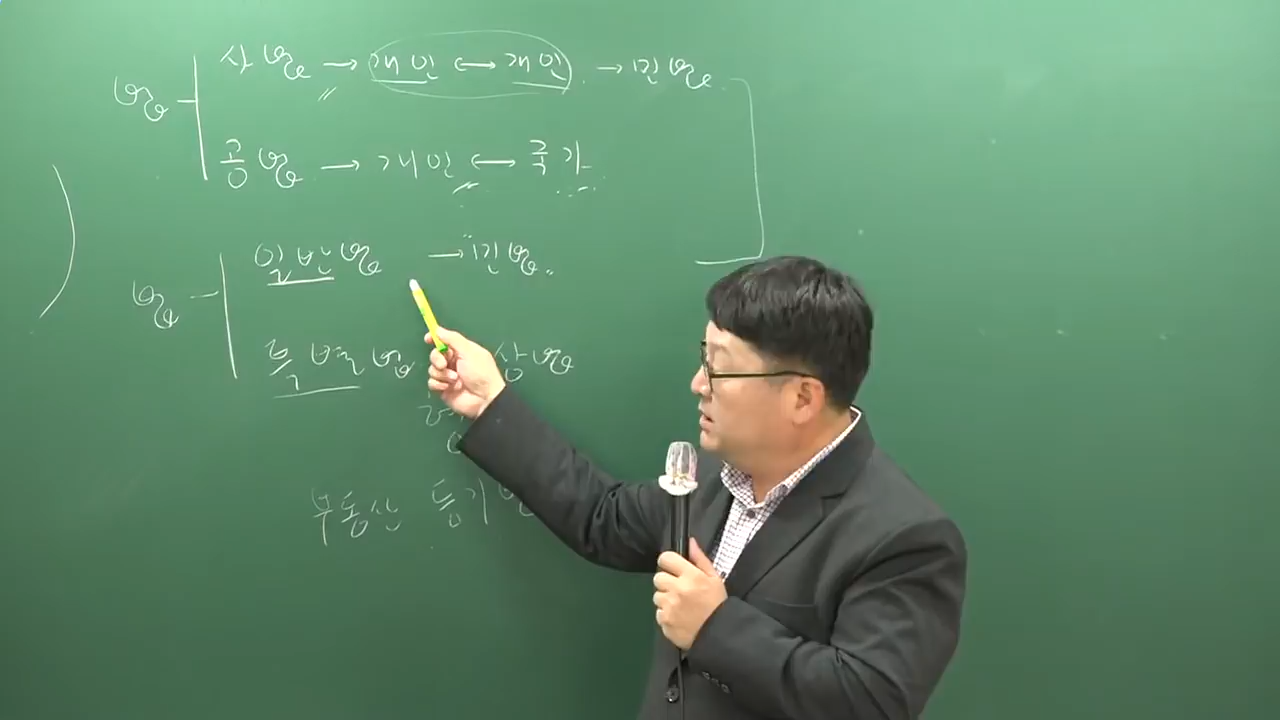 법 사법 → 개인 ↔ 개인 → 민법
공법 → 개인 ↔ 국가
법 일반법 → 민법
특별법 상법
부동산 등기